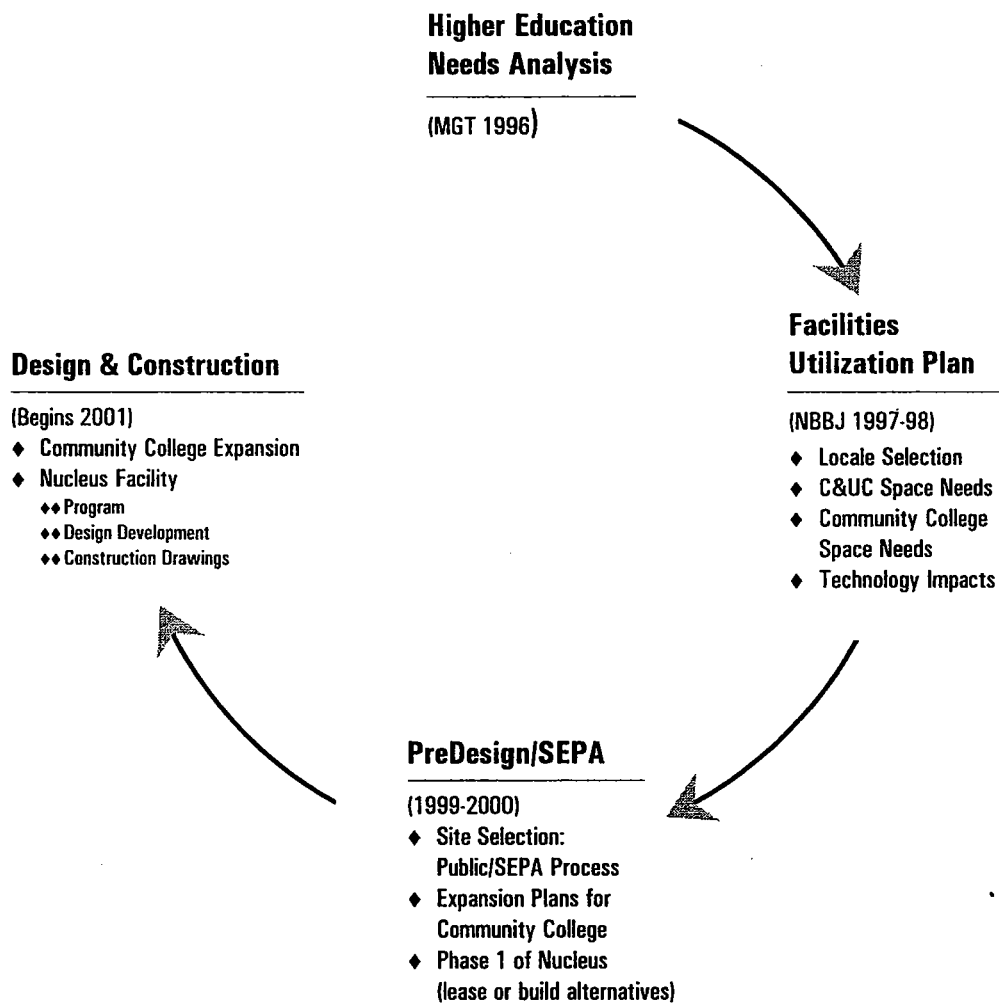 Higher Education
Needs Analysis
(MGT 1996)
Facilities
Utilization Plan
(NBBJ 1997-98)
♦ Locale Selection
♦ C&UC Space Needs
♦ Community College
Space Needs
♦ Technology Impacts
PreDesign/SEPA
(1999-2000)
♦ Site Selection:
Public/SEPA Process
♦ Expansion Plans for
Community College
♦ Phase 1 of Nucleus
(lease or build alternatives)
Design & Construction
(Begins 2001)
♦ Community College Expansion
♦ Nucleus Facility
♦♦ Program
♦♦ Design Development
♦♦ Construction Drawings